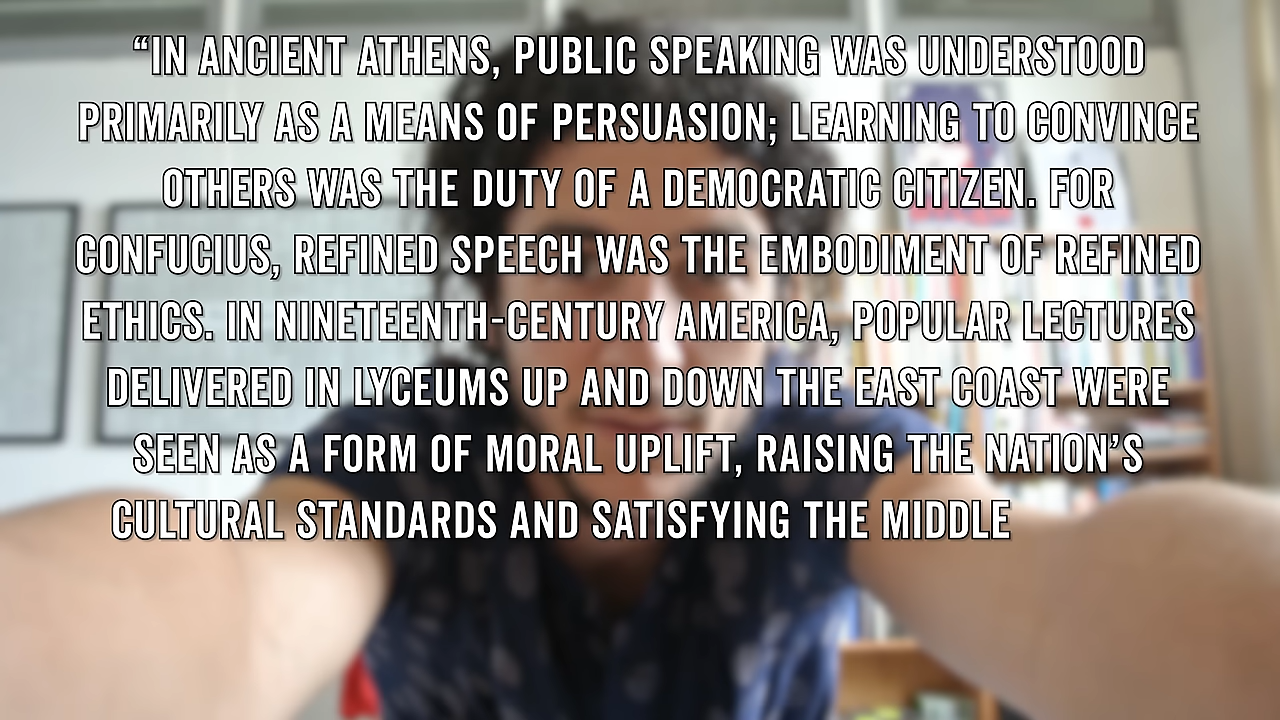 “IN ANCIENT ATHENS, PUBLIC SPEAKING WAS UNDERSTOOD
PRIMARILY AS A MEANS OF PERSUASION; LEARNING TO CONVINCE
OTHERS WAS THE DUTY OF A DEMOCRATIC CITIZEN. FOR
CONFUCIUS, REFINED SPEECH WAS THE EMBODIMENT OF REFINED
ETHICS. IN NINETEENTH-CENTURY AMERICA, POPULAR LECTURES
DELIVERED IN LYCEUMS UP AND DOWN THE EAST COAST WERE
SEEN AS A FORM OF MORAL UPLIFT, RAISING THE NATION’S
CULTURAL STANDARDS AND SATISFYING THE MIDDLE